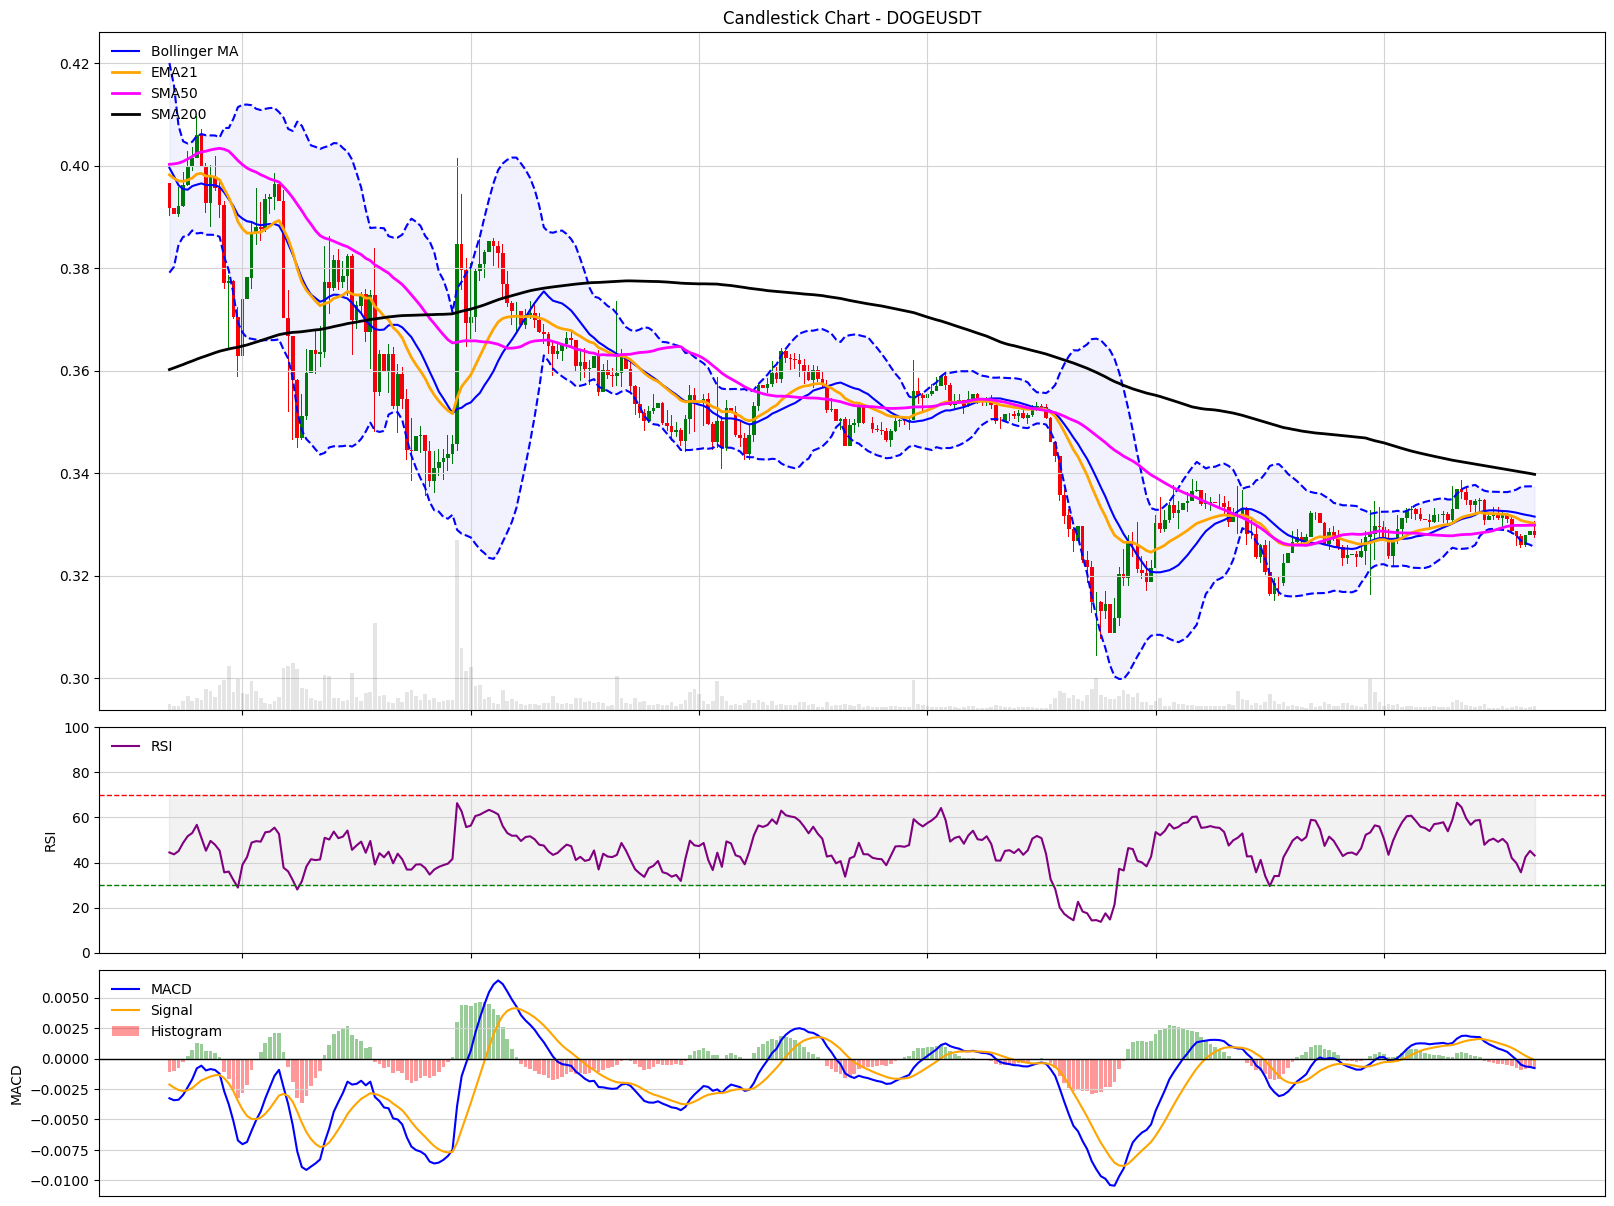 Candlestick Chart - DOGEUSDT
Bollinger MA
EMA21
SMA50
SMA200
0.42
0.40
0.38
0.36
0.34
0.32
0.30
RSI
RSI
100
80
60
40
20
0
MACD
MACD
Signal
Histogram
0.0050
0.0025
0.0000
−0.0025
−0.0050
−0.0075
−0.0100